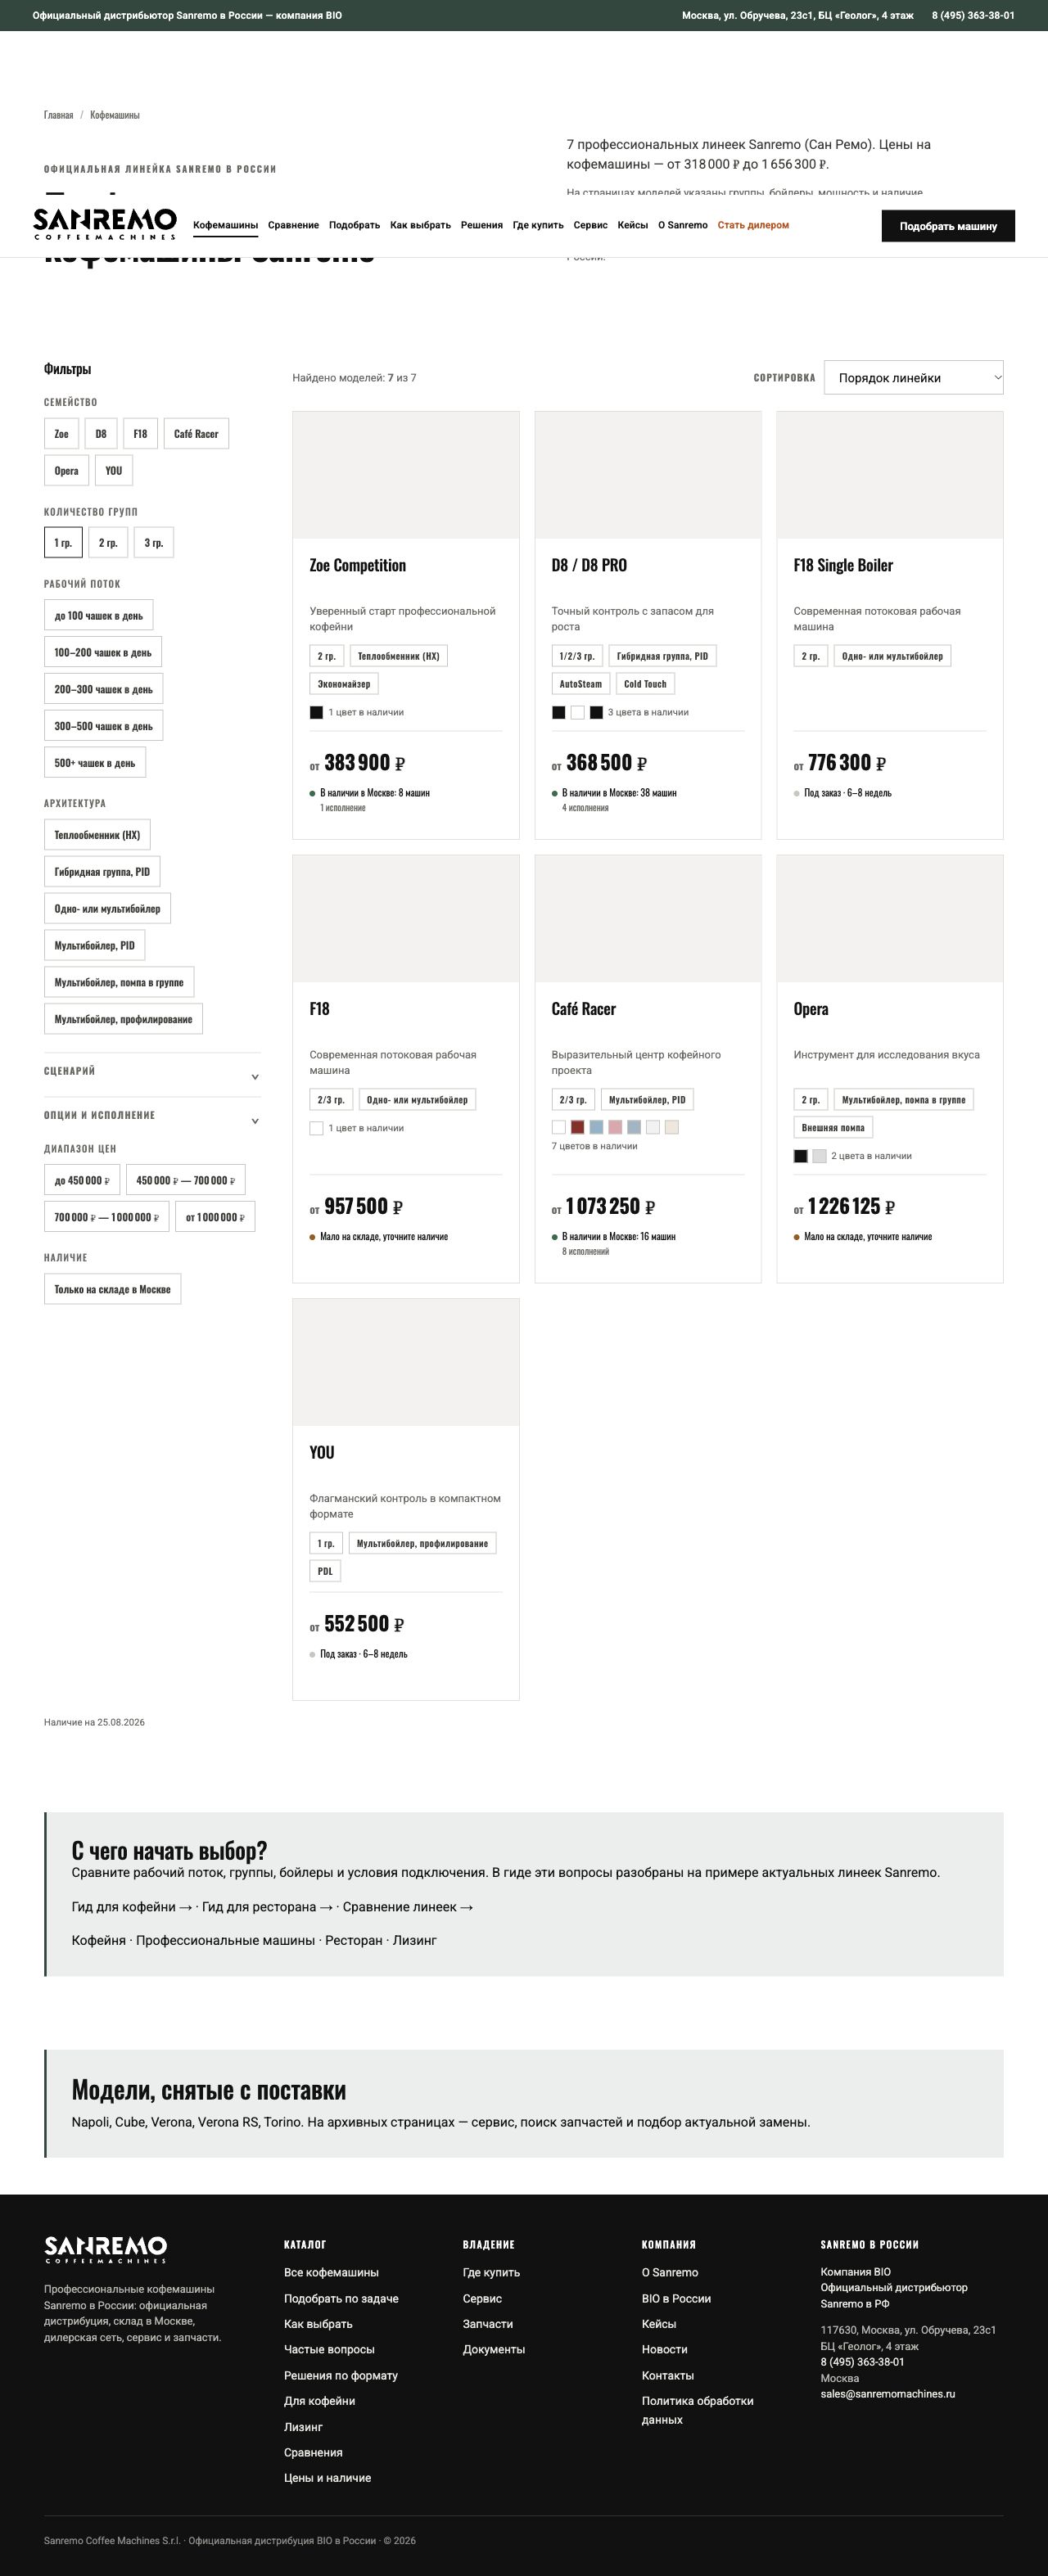 Официальный дистрибьютор Sanremo в России — компания BIO
Москва, ул. Обручева, 23с1, БЦ «Геолог», 4 этаж
8 (495) 363-38-01
Главная / Кофемашины
ОФИЦИАЛЬНАЯ ЛИНЕЙКА SANREMO В РОССИИ
7 профессиональных линеек Sanremo (Сан Ремо). Цены на
кофемашины — от 318 000 ₽ до 1 656 300 ₽.
На страницах моделей указаны группы, бойлеры, мощность и наличие
SANREMO
COFFEE MACHINES
Кофемашины
Сравнение
Подобрать
Как выбрать
Решения
Где купить
Сервис
Кейсы
О Sanremo
Стать дилером
Подобрать машину
кофемашины Sanremo
России.
Фильтры
СЕМЕЙСТВО
Zoe
D8
F18
Café Racer
Opera
YOU
КОЛИЧЕСТВО ГРУПП
1 гр.
2 гр.
3 гр.
РАБОЧИЙ ПОТОК
до 100 чашек в день
100–200 чашек в день
200–300 чашек в день
300–500 чашек в день
500+ чашек в день
АРХИТЕКТУРА
Теплообменник (HX)
Гибридная группа, PID
Одно- или мультибойлер
Мультибойлер, PID
Мультибойлер, помпа в группе
Мультибойлер, профилирование
СЦЕНАРИЙ
ОПЦИИ И ИСПОЛНЕНИЕ
ДИАПАЗОН ЦЕН
до 450 000 ₽
450 000 ₽ — 700 000 ₽
700 000 ₽ — 1 000 000 ₽
от 1 000 000 ₽
НАЛИЧИЕ
Только на складе в Москве
Найдено моделей: 7 из 7
СОРТИРОВКА
Порядок линейки
Zoe Competition
Уверенный старт профессиональной
кофейни
2 гр.
Теплообменник (HX)
Экономайзер
1 цвет в наличии
от 383 900 ₽
В наличии в Москве: 8 машин
1 исполнение
D8 / D8 PRO
Точный контроль с запасом для
роста
1/2/3 гр.
Гибридная группа, PID
AutoSteam
Cold Touch
3 цвета в наличии
от 368 500 ₽
В наличии в Москве: 38 машин
4 исполнения
F18 Single Boiler
Современная потоковая рабочая
машина
2 гр.
Одно- или мультибойлер
от 776 300 ₽
Под заказ · 6–8 недель
F18
Современная потоковая рабочая
машина
2/3 гр.
Одно- или мультибойлер
1 цвет в наличии
от 957 500 ₽
Мало на складе, уточните наличие
Café Racer
Выразительный центр кофейного
проекта
2/3 гр.
Мультибойлер, PID
7 цветов в наличии
от 1 073 250 ₽
В наличии в Москве: 16 машин
8 исполнений
Opera
Инструмент для исследования вкуса
2 гр.
Мультибойлер, помпа в группе
Внешняя помпа
2 цвета в наличии
от 1 226 125 ₽
Мало на складе, уточните наличие
YOU
Флагманский контроль в компактном
формате
1 гр.
Мультибойлер, профилирование
PDL
от 552 500 ₽
Под заказ · 6–8 недель
Наличие на 25.08.2026
С чего начать выбор?
Сравните рабочий поток, группы, бойлеры и условия подключения. В гиде эти вопросы разобраны на примере актуальных линеек Sanremo.
Гид для кофейни → · Гид для ресторана → · Сравнение линеек →
Кофейня · Профессиональные машины · Ресторан · Лизинг
Модели, снятые с поставки
Napoli, Cube, Verona, Verona RS, Torino. На архивных страницах — сервис, поиск запчастей и подбор актуальной замены.
SANREMO
COFFEE MACHINES
Профессиональные кофемашины
Sanremo в России: официальная
дистрибуция, склад в Москве,
дилерская сеть, сервис и запчасти.
КАТАЛОГ
Все кофемашины
Подобрать по задаче
Как выбрать
Частые вопросы
Решения по формату
Для кофейни
Лизинг
Сравнения
Цены и наличие
ВЛАДЕНИЕ
Где купить
Сервис
Запчасти
Документы
КОМПАНИЯ
О Sanremo
BIO в России
Кейсы
Новости
Контакты
Политика обработки
данных
SANREMO В РОССИИ
Компания BIO
Официальный дистрибьютор
Sanremo в РФ
117630, Москва, ул. Обручева, 23с1
БЦ «Геолог», 4 этаж
8 (495) 363-38-01
Москва
sales@sanremomachines.ru
Sanremo Coffee Machines S.r.l. · Официальная дистрибуция BIO в России · © 2026